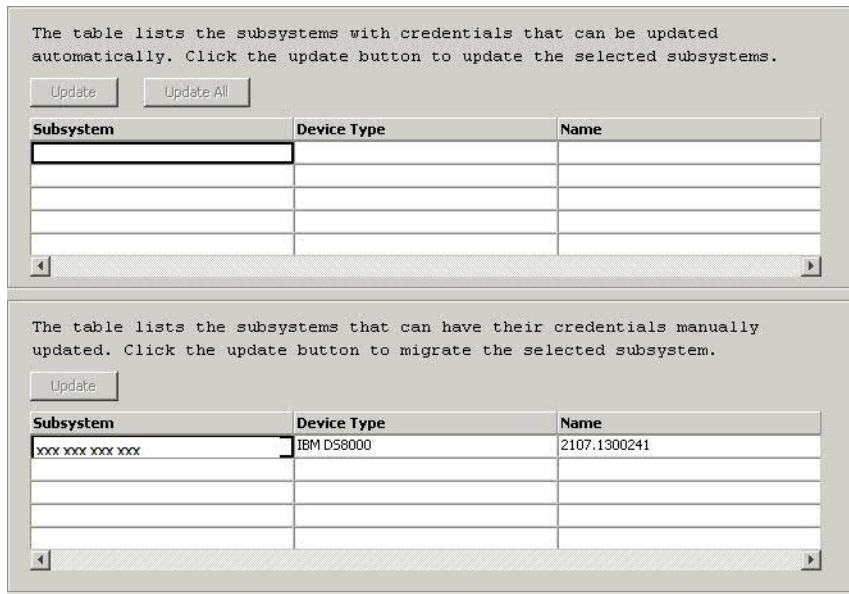 The table lists the subsystems with credentials that can be updated
automatically. Click the update button to update the selected subsystems.
Update Update All
Subsystem Device Type Name
The table lists the subsystems that can have their credentials manually
updated. Click the update button to migrate the selected subsystem.
Update
Subsystem Device Type Name
xxx xxx xxx xxx IBM DS8000 2107.1300241